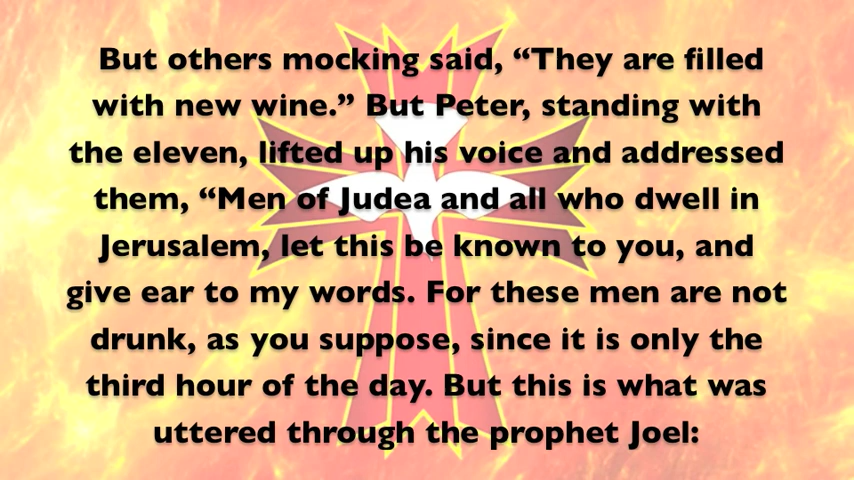 But others mocking said, “They are filled
with new wine.” But Peter, standing with
the eleven, lifted up his voice and addressed
them, “Men of Judea and all who dwell in
Jerusalem, let this be known to you, and
give ear to my words. For these men are not
drunk, as you suppose, since it is only the
third hour of the day. But this is what was
uttered through the prophet Joel: